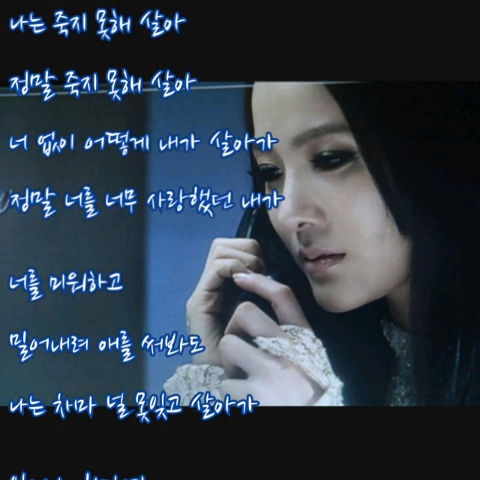 나는 죽지 못해 살아
정말 죽지 못해 살아
너 없이 어떻게 내가 살아가
정말 너를 너무 사랑했던 내가
너를 미워하고
밀어내려 애를 써봐도
나는 차마 널 못잊고 살아가